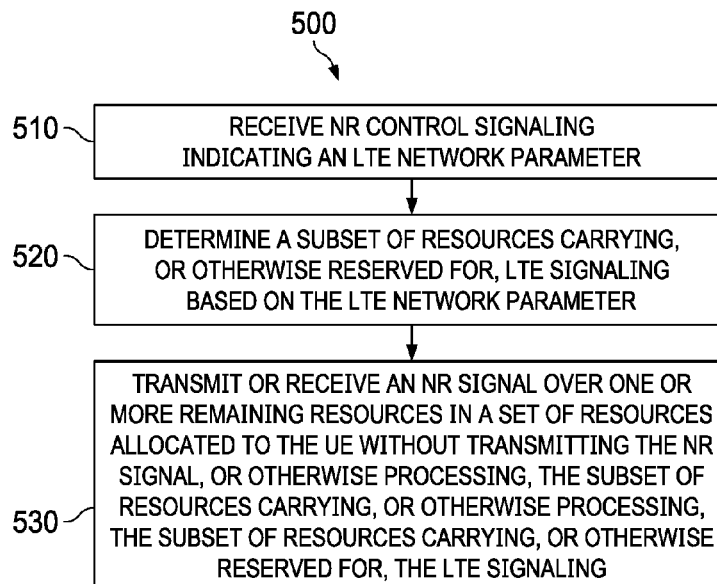 500
510
RECEIVE NR CONTROL SIGNALING
INDICATING AN LTE NETWORK PARAMETER
520
DETERMINE A SUBSET OF RESOURCES CARRYING,
OR OTHERWISE RESERVED FOR, LTE SIGNALING
BASED ON THE LTE NETWORK PARAMETER
530
TRANSMIT OR RECEIVE AN NR SIGNAL OVER ONE OR
MORE REMAINING RESOURCES IN A SET OF RESOURCES
ALLOCATED TO THE UE WITHOUT TRANSMITTING THE NR
SIGNAL, OR OTHERWISE PROCESSING, THE SUBSET OF
RESOURCES CARRYING, OR OTHERWISE PROCESSING,
THE SUBSET OF RESOURCES CARRYING, OR OTHERWISE
RESERVED FOR, THE LTE SIGNALING